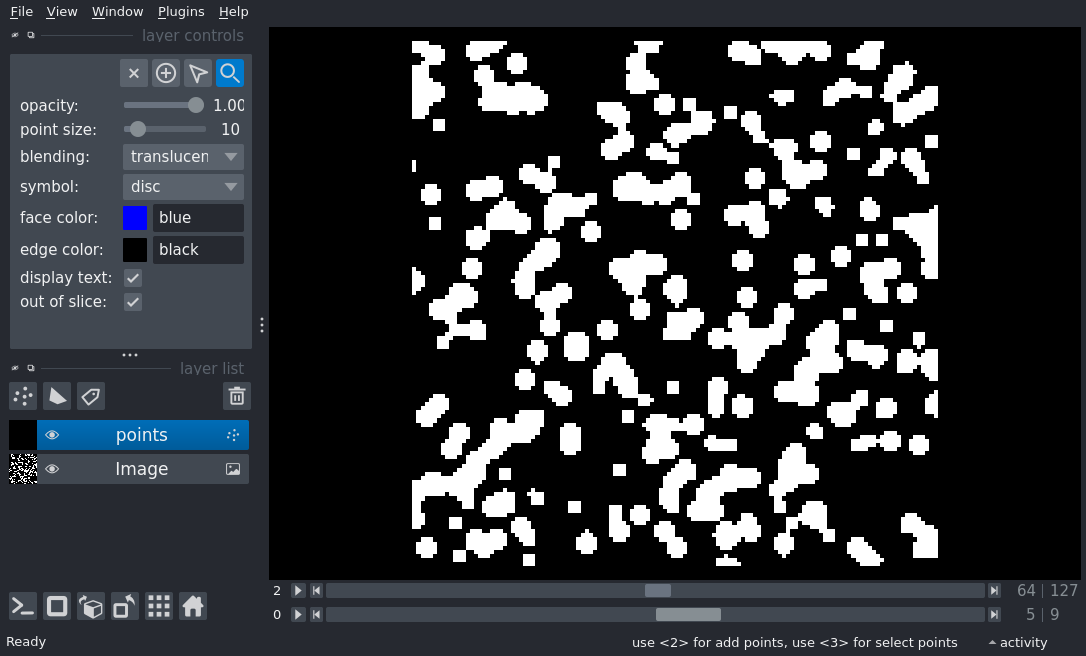 File View Window Plugins Help
layer controls
opacity: 1.00
point size: 10
blending: translucen
symbol: disc
face color: blue
edge color: black
display text:
out of slice:
layer list
points
Image
2 64 127
0 5 9
Ready use <2> for add points, use <3> for select points activity